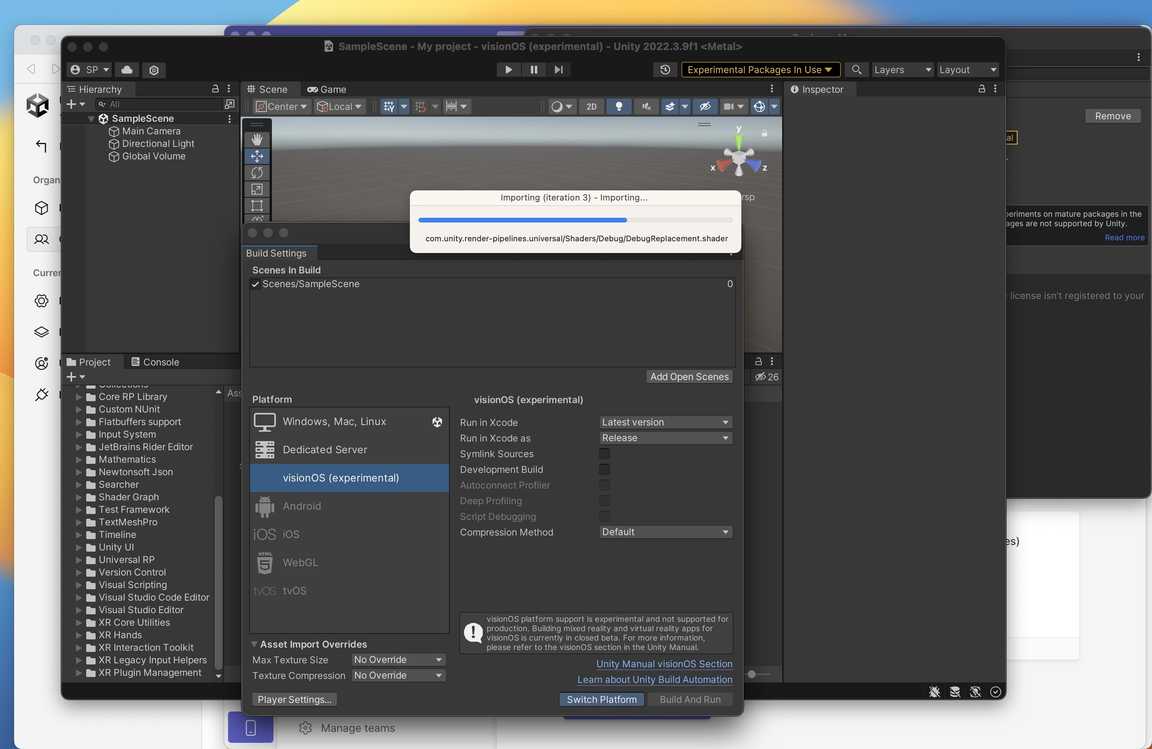 SampleScene - My project - visionOS (experimental) - Unity 2022.3.9f1 <Metal>
SP
Experimental Packages In Use
Layers
Layout
Hierarchy
Scene
Game
Inspector
All
Center
Local
2D
SampleScene
Main Camera
Directional Light
Global Volume
y
x
z
rsp
Remove
al
Organ
Curre
periments on mature packages in the
ages are not supported by Unity.
Read more
license isn't registered to your
Importing (iteration 3) - Importing...
com.unity.render-pipelines.universal/Shaders/Debug/DebugReplacement.shader
Build Settings
Scenes In Build
Scenes/SampleScene
0
Add Open Scenes
Project
Console
26
Ass
Collections
Core RP Library
Custom NUnit
Flatbuffers support
Input System
JetBrains Rider Editor
Mathematics
Newtonsoft Json
Searcher
Shader Graph
Test Framework
TextMeshPro
Timeline
Unity UI
Universal RP
Version Control
Visual Scripting
Visual Studio Code Editor
Visual Studio Editor
XR Core Utilities
XR Hands
XR Interaction Toolkit
XR Legacy Input Helpers
XR Plugin Management
Platform
Windows, Mac, Linux
Dedicated Server
visionOS (experimental)
Android
iOS iOS
HTML
WebGL
tvOS tvOS
visionOS (experimental)
Run in Xcode
Latest version
Run in Xcode as
Release
Symlink Sources
Development Build
Autoconnect Profiler
Deep Profiling
Script Debugging
Compression Method
Default
visionOS platform support is experimental and not supported for
production. Building mixed reality and virtual reality apps for
visionOS is currently in closed beta. For more information,
please refer to the visionOS section in the Unity Manual.
Asset Import Overrides
Max Texture Size
No Override
Texture Compression
No Override
Unity Manual visionOS Section
Learn about Unity Build Automation
Player Settings...
Switch Platform
Build And Run
es)
Manage teams